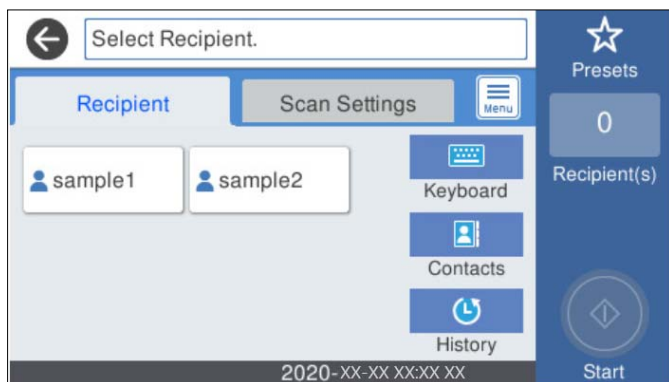 Select Recipient.
Presets
Recipient
Scan Settings
Menu
0
Recipient(s)
sample1
sample2
Keyboard
Contacts
History
2020-XX-XX XX:XX XX
Start